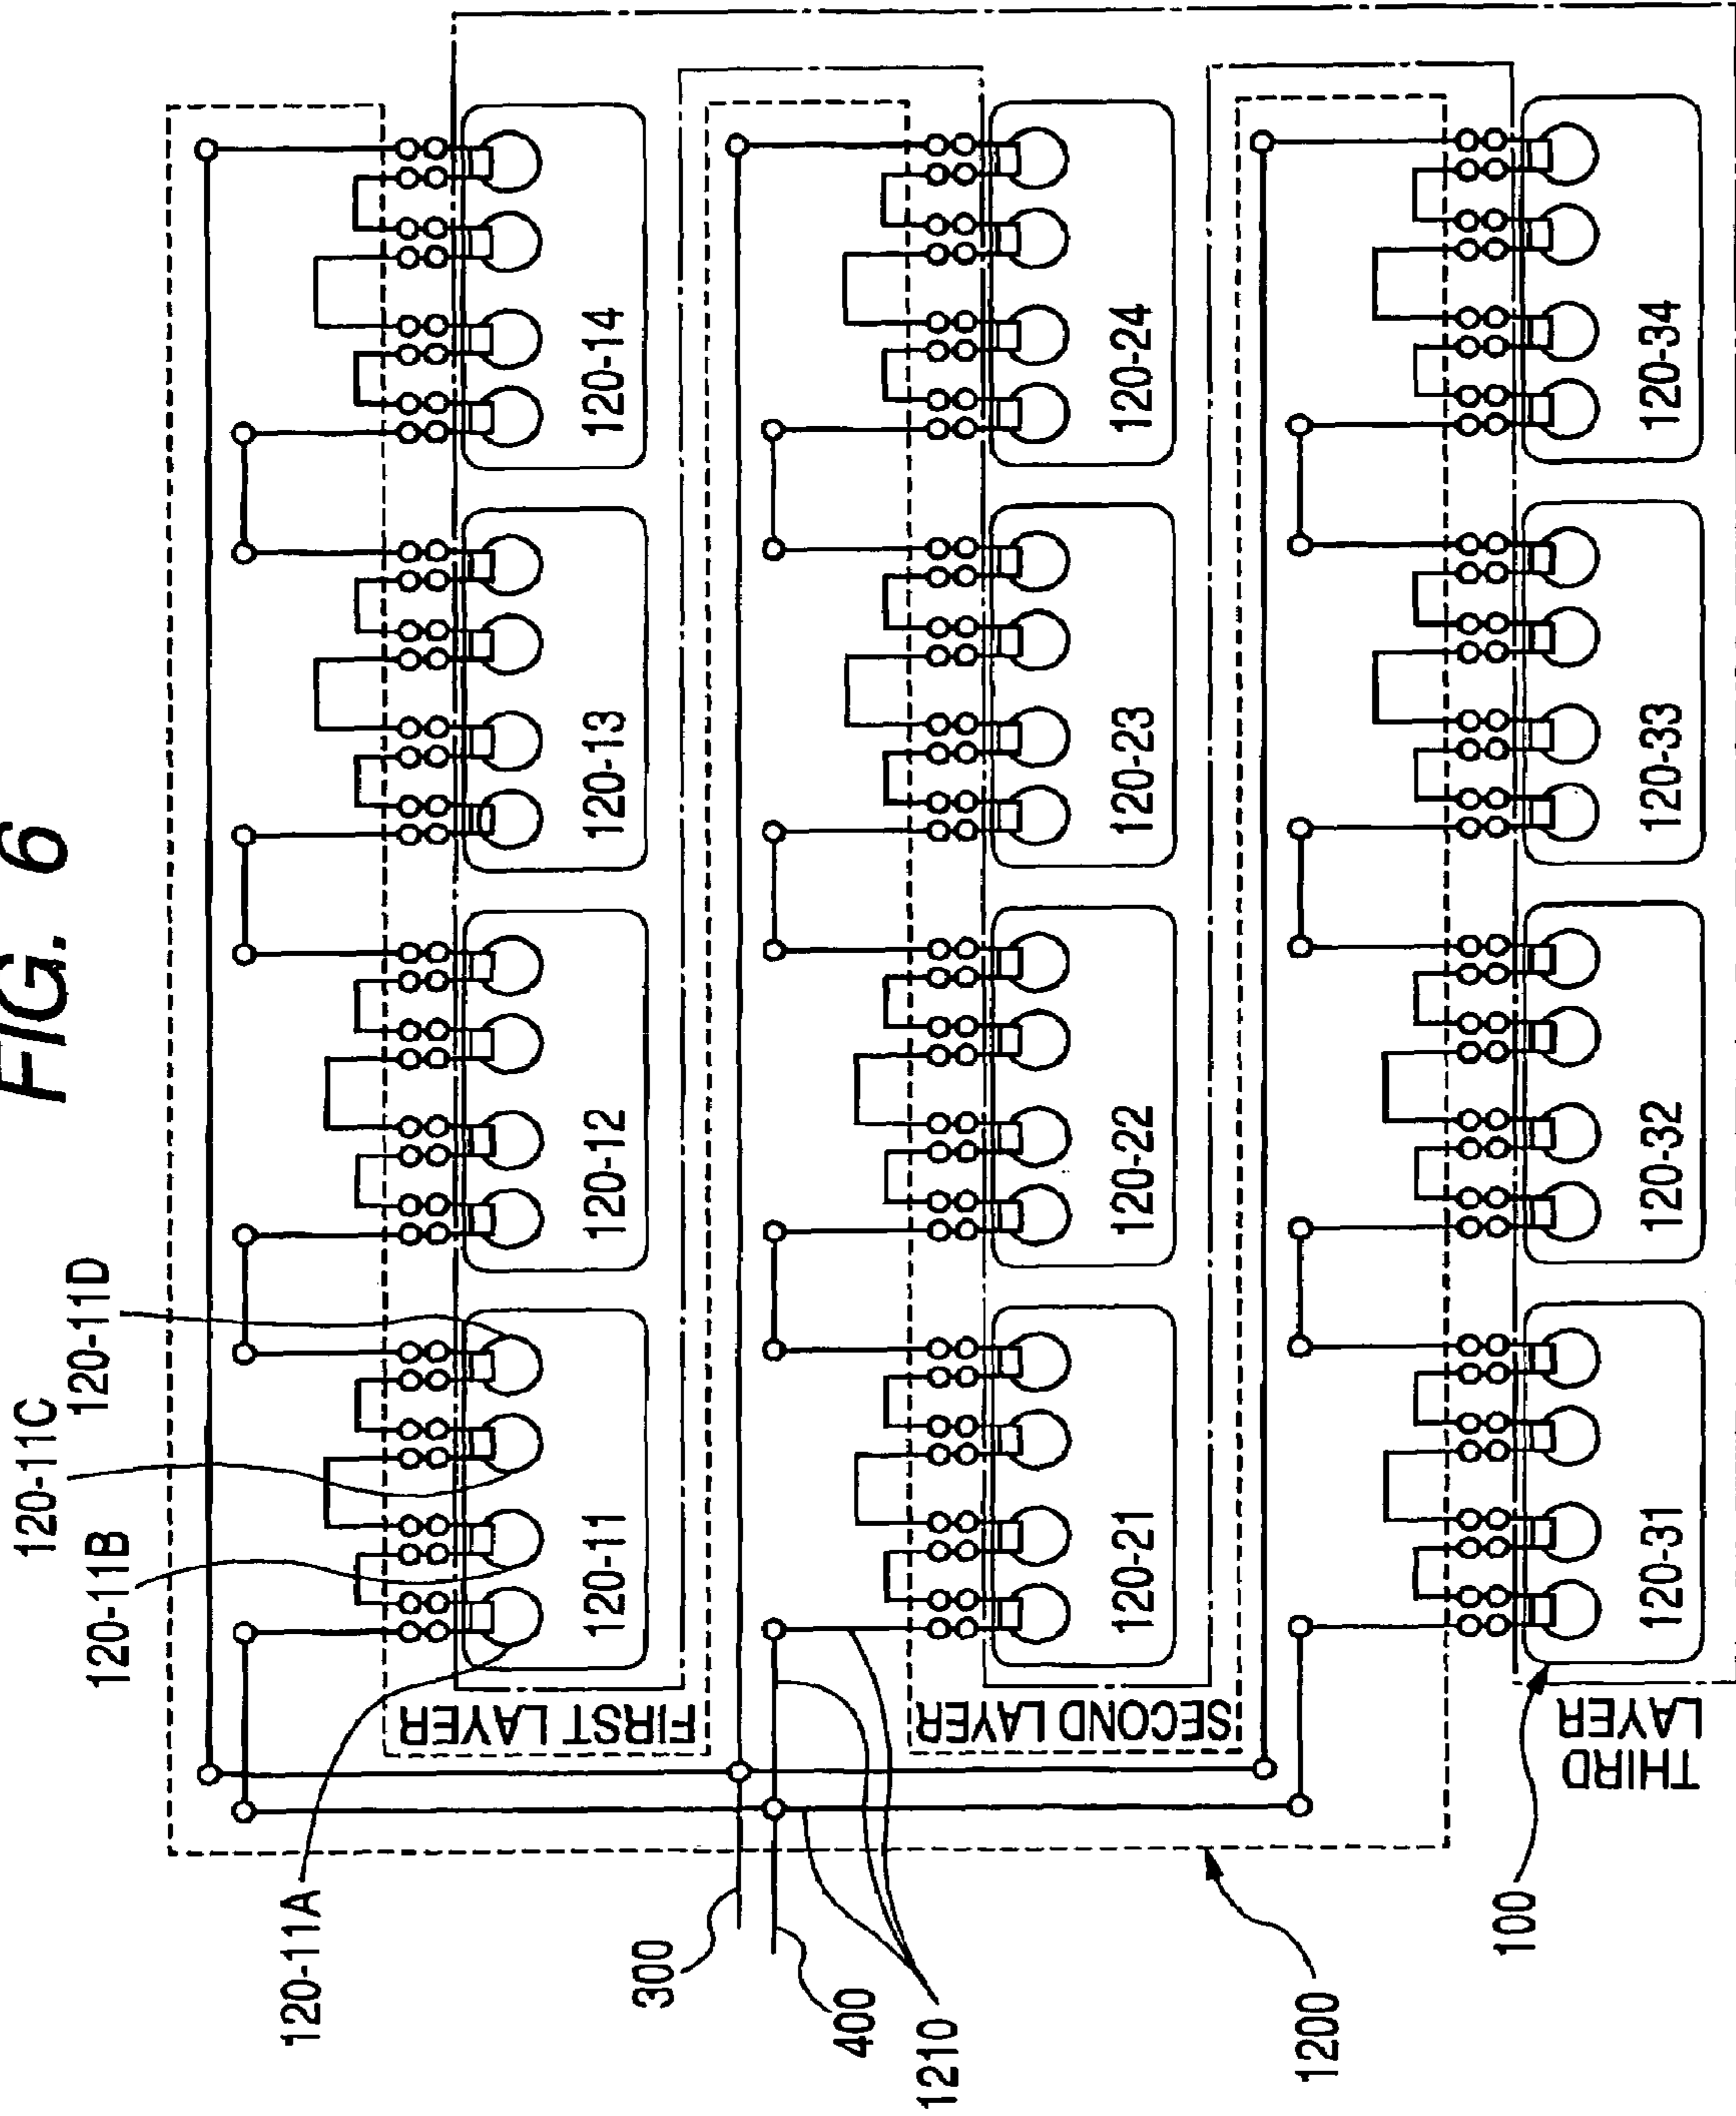 FIG. 6
120-11C
120-11D
120-11B
120-11A
120-11
120-12
120-13
120-14
FIRST LAYER
300
400
1210
120-21
120-22
120-23
120-24
SECOND LAYER
1200
120-31
120-32
120-33
120-34
THIRD
LAYER
100